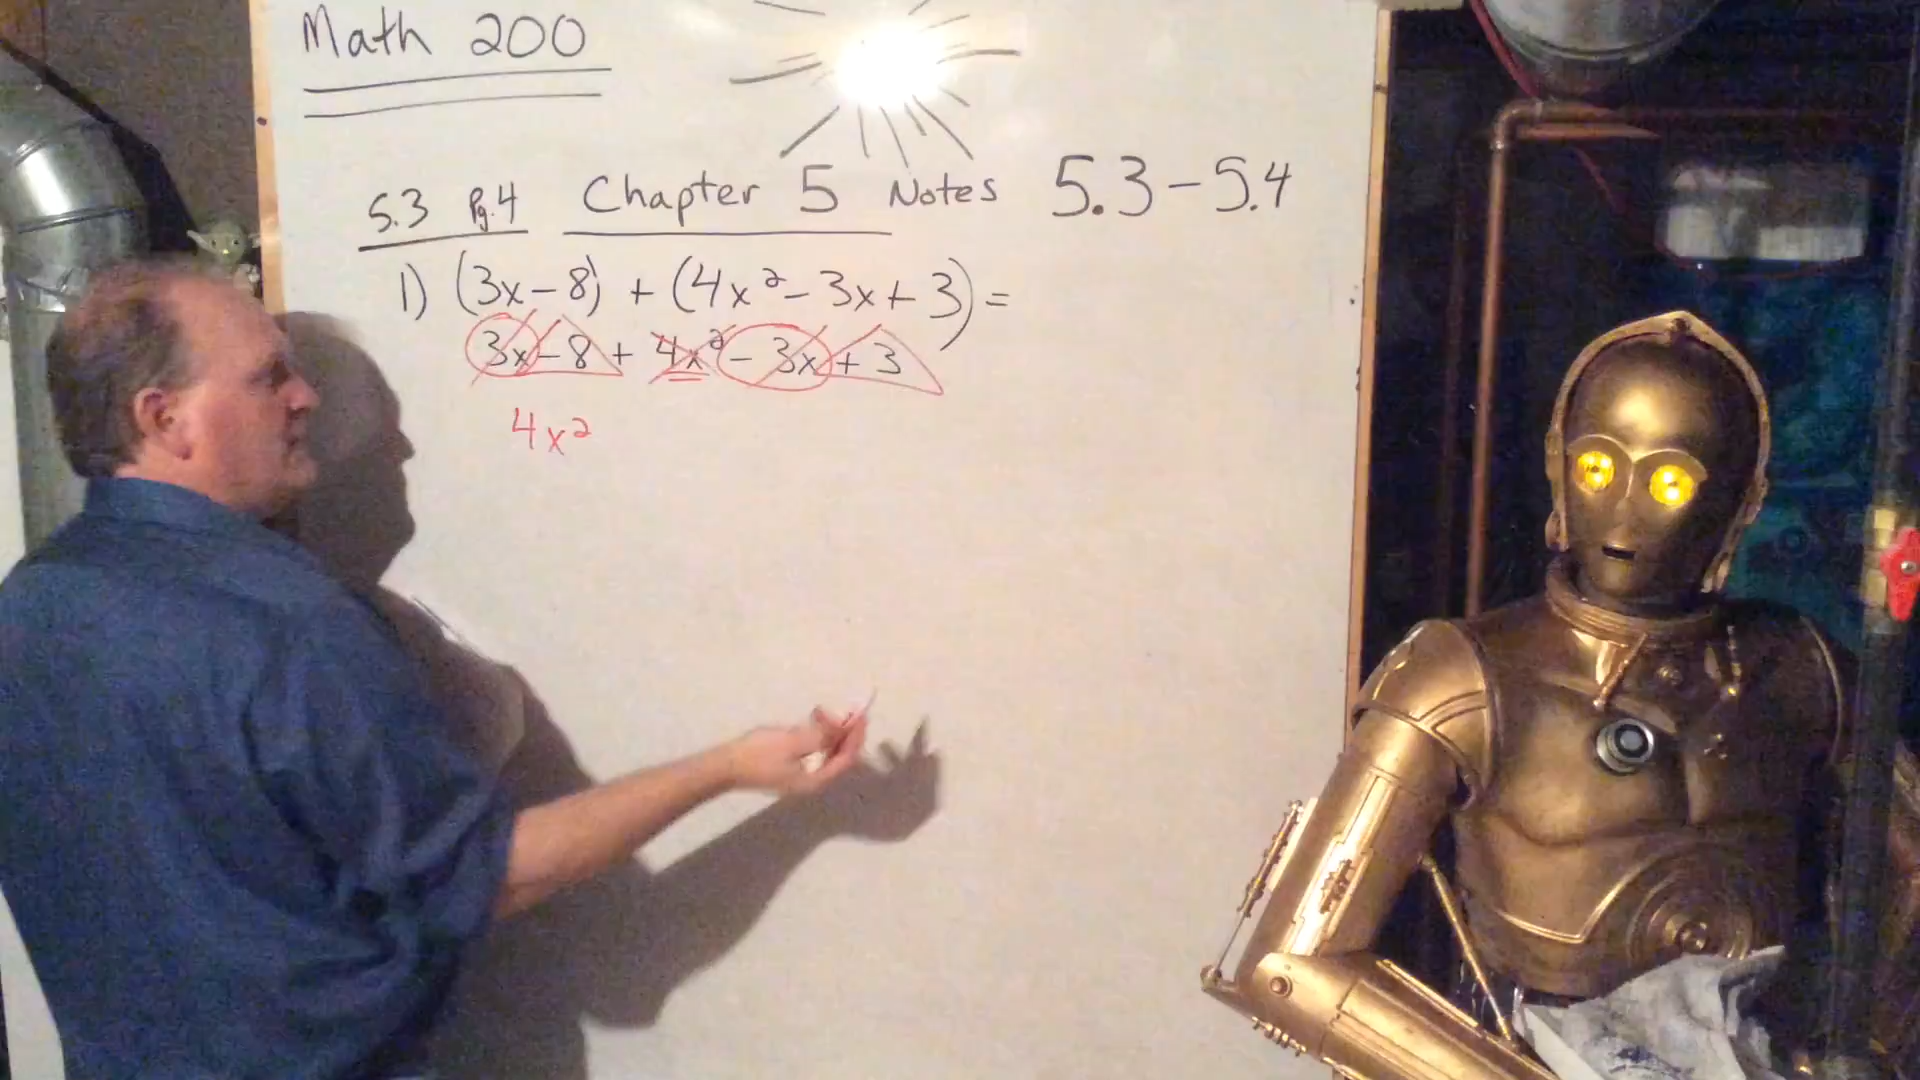 Math 200
5.3 Pg.4 Chapter 5 Notes 5.3-5.4
1) (3x-8) + (4x²-3x+3) =
3x-8 + 4x²-3x+3
4x²